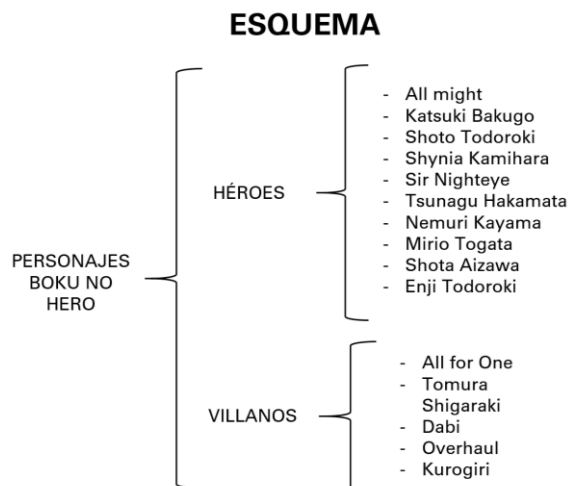 ESQUEMA
PERSONAJES
BOKU NO
HERO
HÉROES
- All might
- Katsuki Bakugo
- Shoto Todoroki
- Shynia Kamihara
- Sir Nighteye
- Tsunagu Hakamata
- Nemuri Kayama
- Mirio Togata
- Shota Aizawa
- Enji Todoroki
VILLANOS
- All for One
- Tomura
Shigaraki
- Dabi
- Overhaul
- Kurogiri